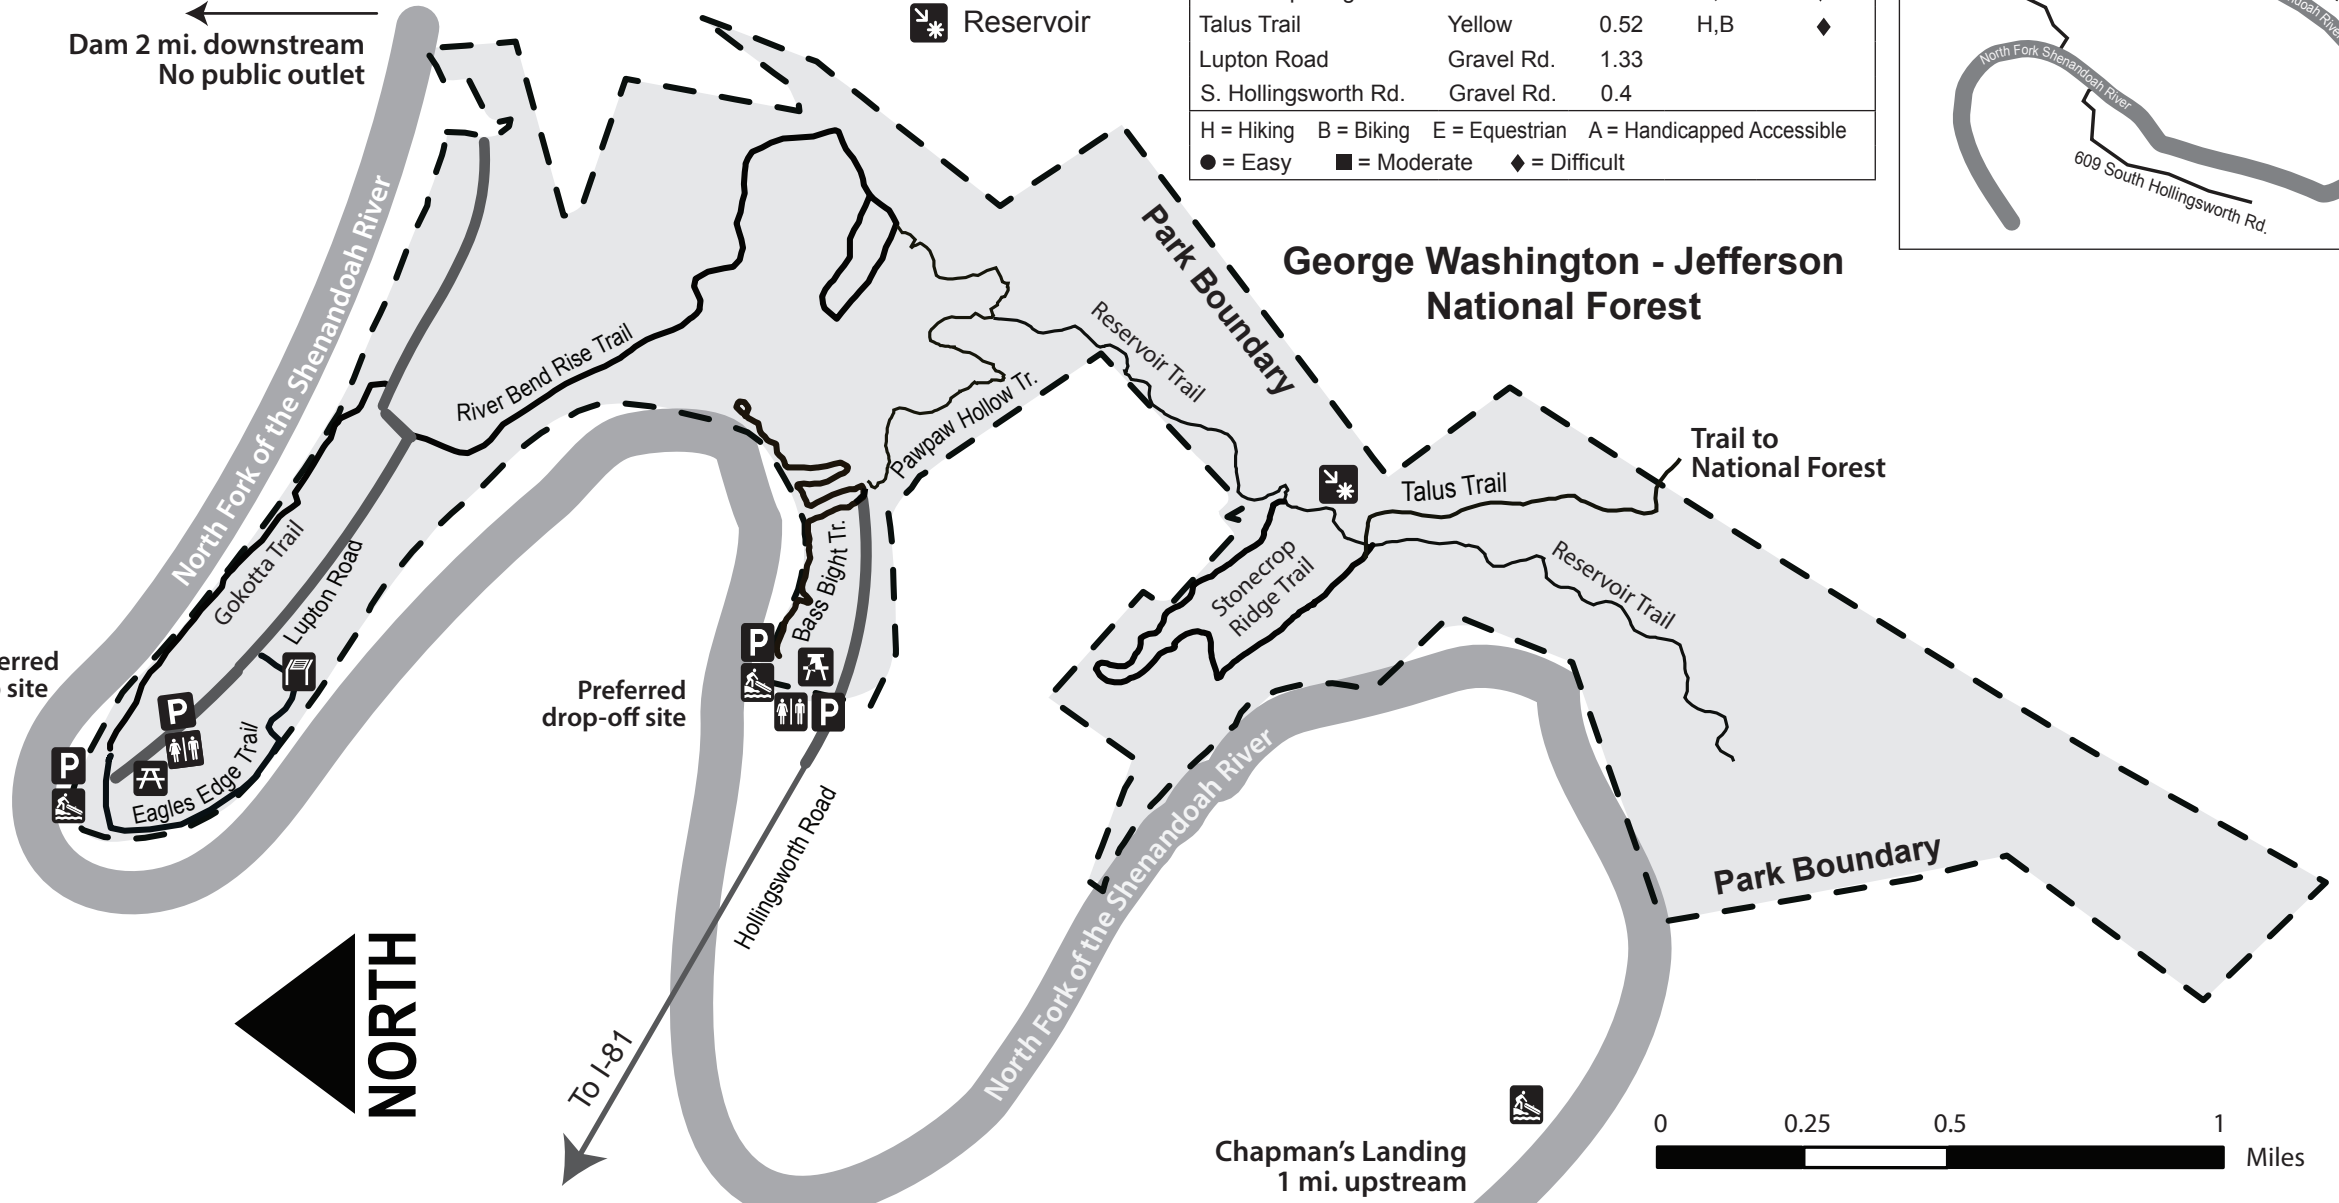 Dam 2 mi. downstream
No public outlet
Reservoir
Talus Trail Yellow 0.52 H,B
Lupton Road Gravel Rd. 1.33
S. Hollingsworth Rd. Gravel Rd. 0.4
H = Hiking B = Biking E = Equestrian A = Handicapped Accessible
= Easy = Moderate = Difficult
North Fork Shenandoah River
609 South Hollingsworth Rd.
George Washington - Jefferson
National Forest
Park Boundary
North Fork of the Shenandoah River
River Bend Rise Trail
Reservoir Trail
Pawpaw Hollow Tr.
Trail to
National Forest
Talus Trail
Gokotta Trail
Lupton Road
Bass Bight Tr.
Stonecrop
Ridge Trail
Reservoir Trail
site
P
P
P
P
Preferred
drop-off site
Eagles Edge Trail
Hollingsworth Road
North Fork of the Shenandoah River
Park Boundary
NORTH
To I-81
Chapman's Landing
1 mi. upstream
0 0.25 0.5 1
Miles